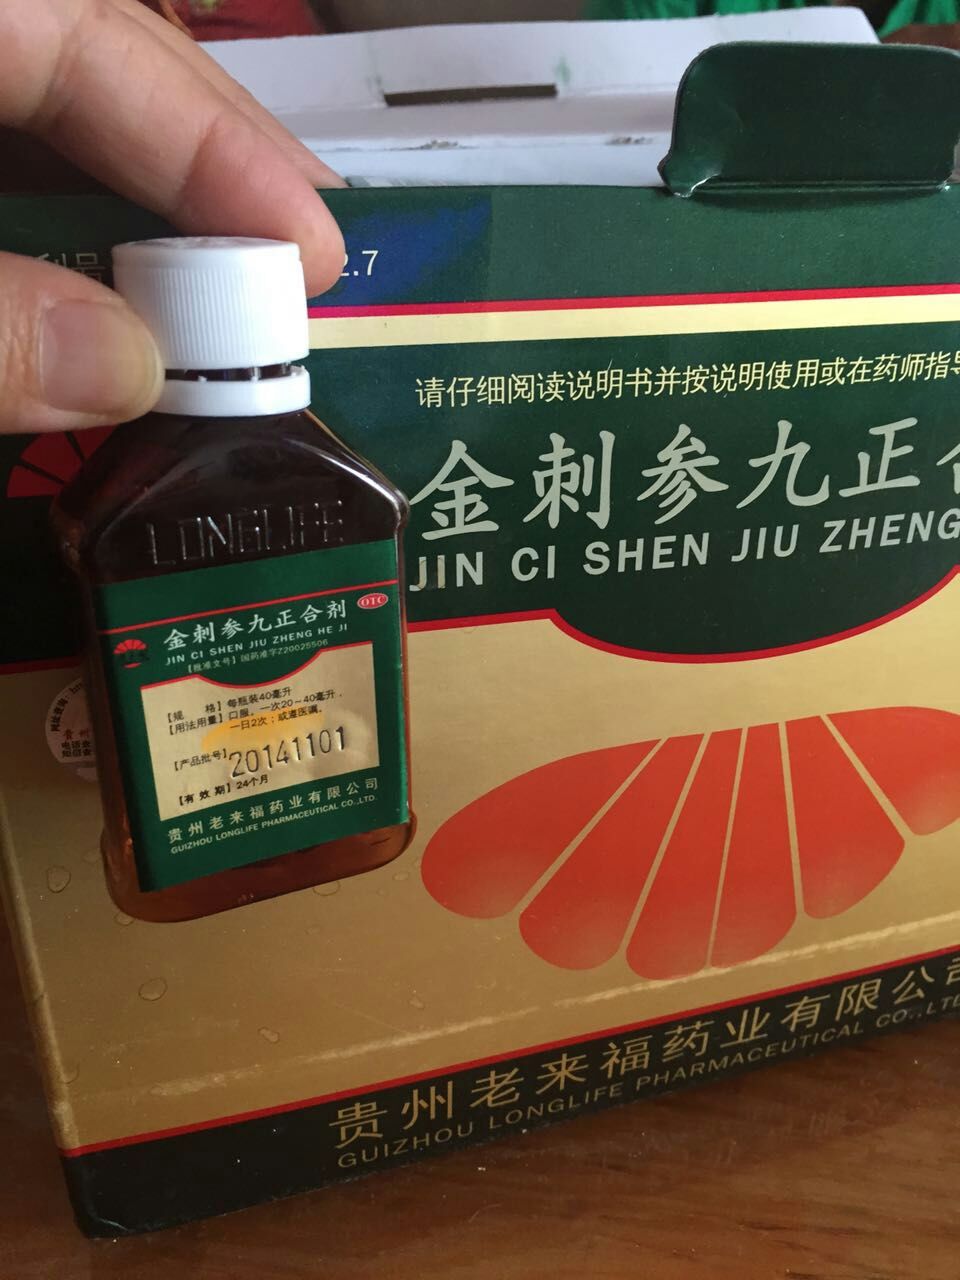 2.7
请仔细阅读说明书并按说明使用或在药师指导
金刺参九正合
JIN CI SHEN JIU ZHENG
LONGLIFE
OTC
金刺参九正合剂
JIN CI SHEN JIU ZHENG HE JI
【批准文号】国药准字Z20025506
【规　　格】每瓶装40毫升
【用法用量】口服。一次20～40毫升，
一日2次；或遵医嘱。
【产品批号】20141101
【有 效 期】24个月
贵州老来福药业有限公司
GUIZHOU LONGLIFE PHARMACEUTICAL CO.,LTD.
贵州老来福药业有限公司
GUIZHOU LONGLIFE PHARMACEUTICAL CO.,LTD